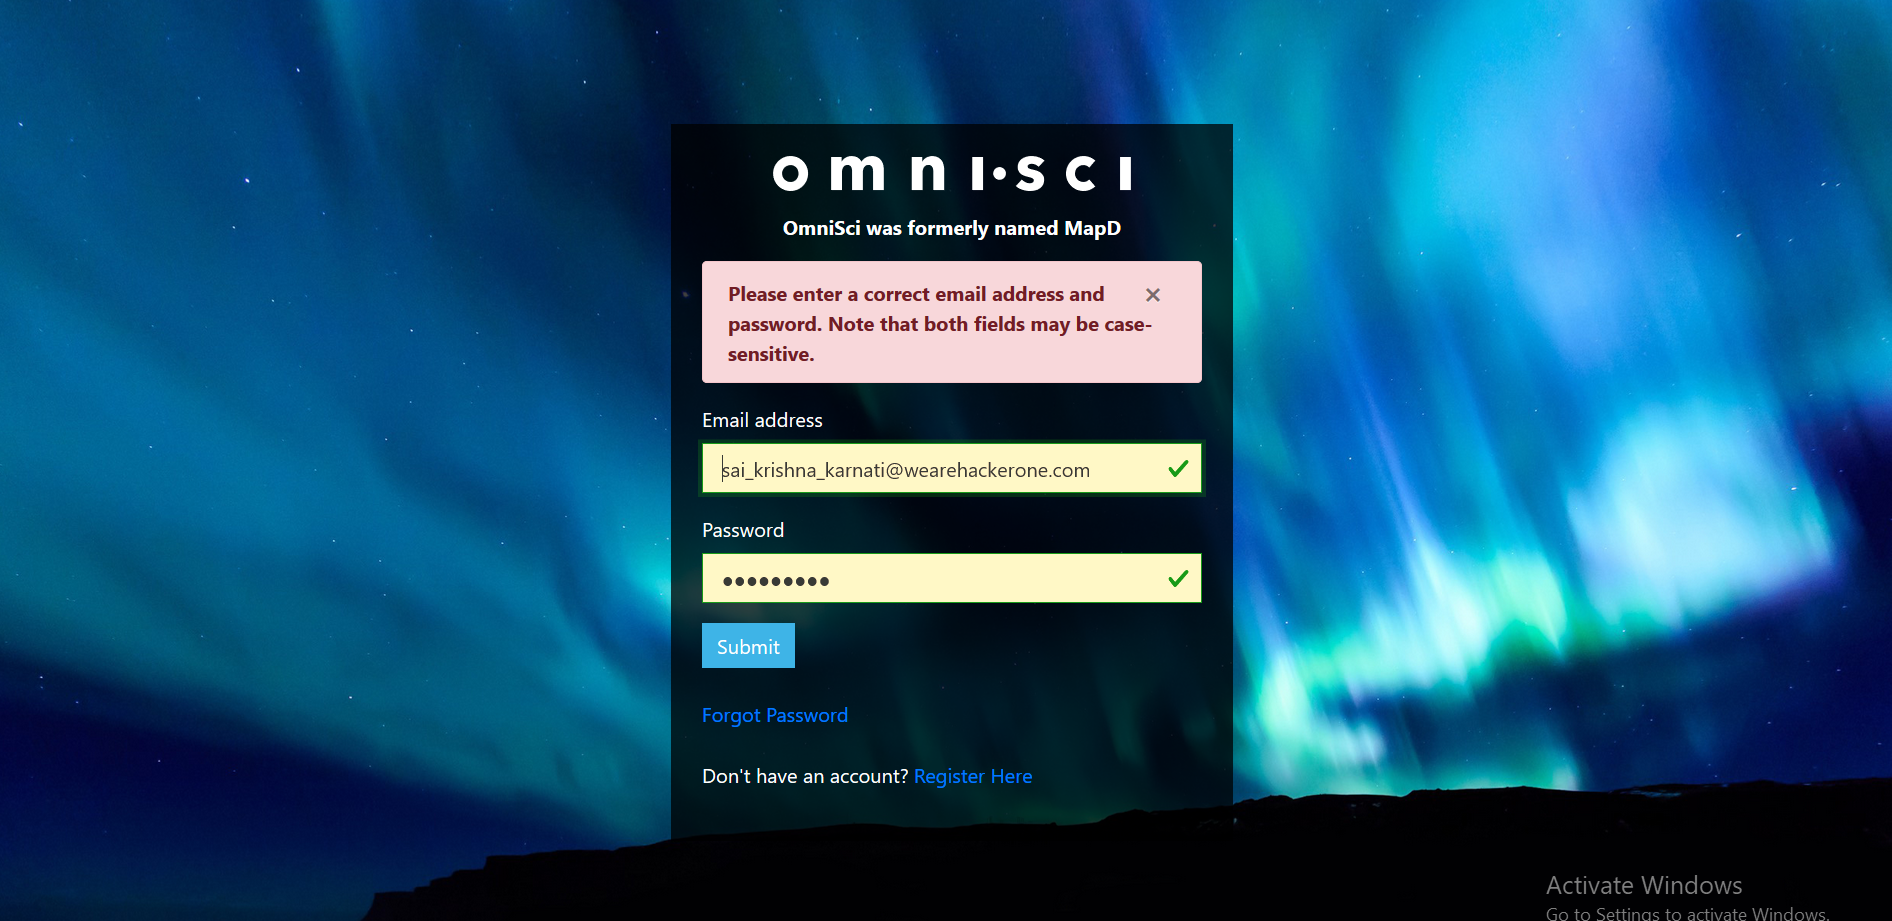 omni·sci
OmniSci was formerly named MapD
Please enter a correct email address and
password. Note that both fields may be case-
sensitive.
×
Email address
sai_krishna_karnati@wearehackerone.com
Password
•••••••••
Submit
Forgot Password
Don't have an account? Register Here
Activate Windows
Go to Settings to activate Windows.